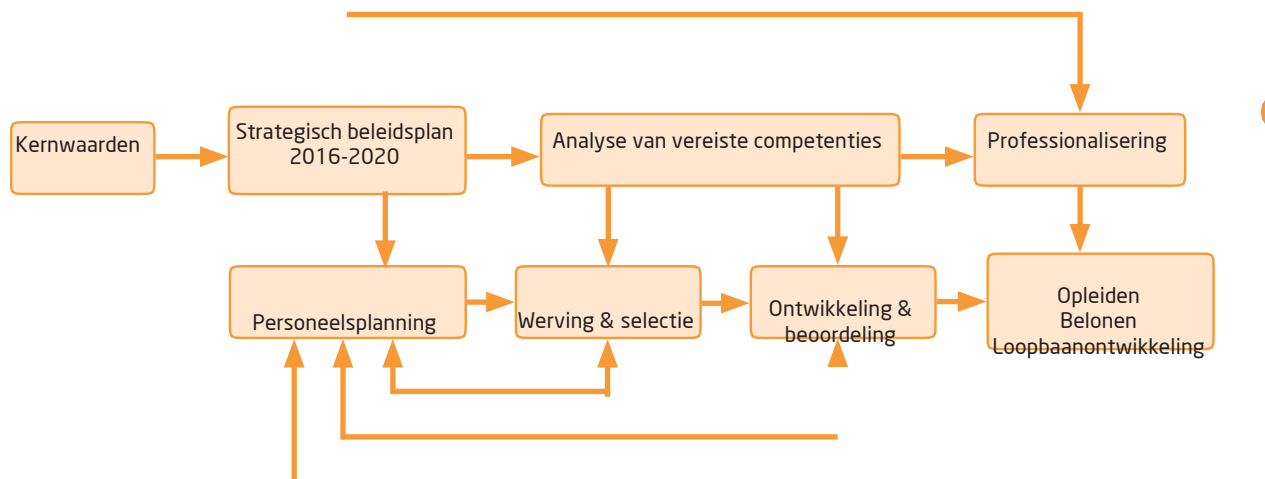 Kernwaarden
Strategisch beleidsplan
2016-2020
Analyse van vereiste competenties
Professionalisering
Personeelsplanning
Werving & selectie
Ontwikkeling &
beoordeling
Opleiden
Belonen
Loopbaanontwikkeling